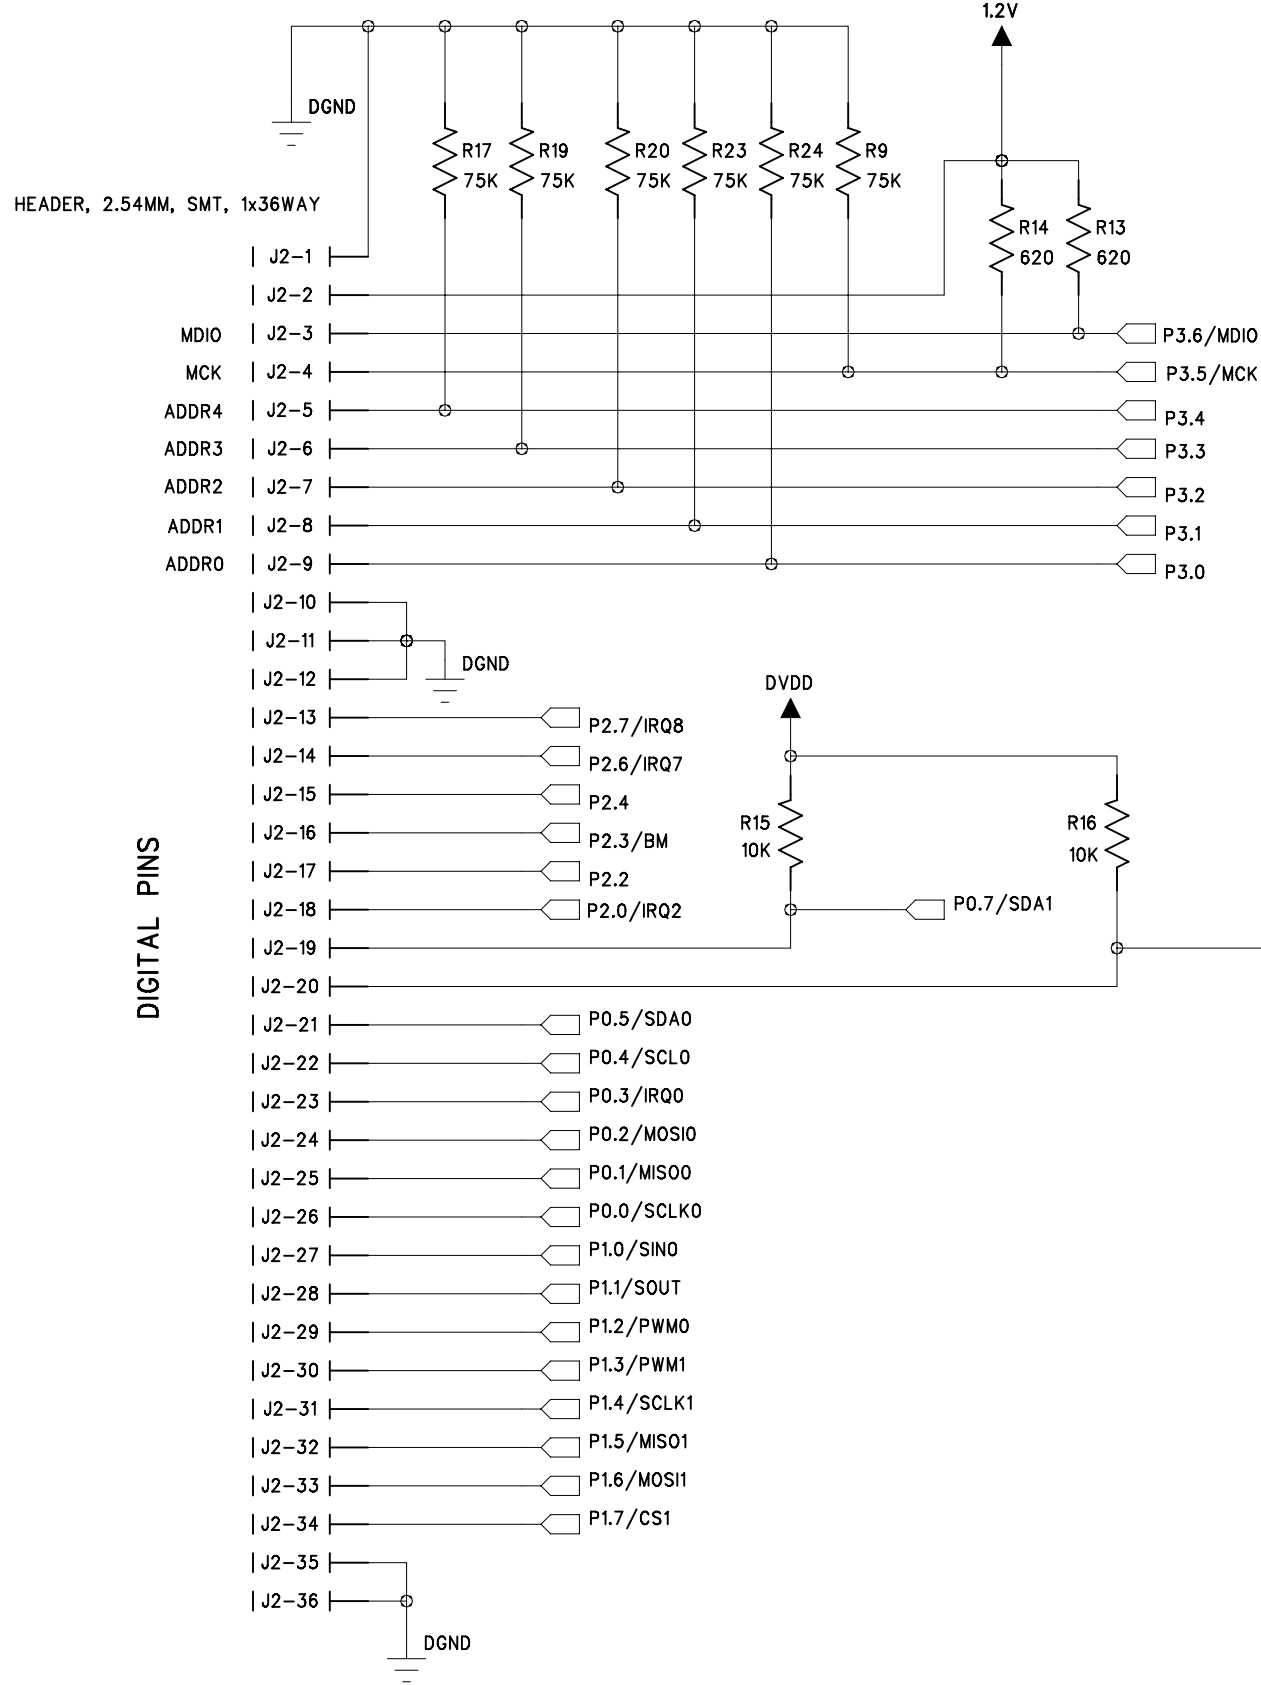 1.2V
DGND
R17
75K
R19
75K
R20
75K
R23
75K
R24
75K
R9
75K
HEADER, 2.54MM, SMT, 1x36WAY
R14
620
R13
620
J2-1
J2-2
MDIO J2-3 P3.6/MDIO
MCK J2-4 P3.5/MCK
ADDR4 J2-5 P3.4
ADDR3 J2-6 P3.3
ADDR2 J2-7 P3.2
ADDR1 J2-8 P3.1
ADDR0 J2-9 P3.0
J2-10
J2-11
DGND
J2-12
DVDD
J2-13 P2.7/IRQ8
J2-14 P2.6/IRQ7
J2-15 P2.4
R15
10K
R16
10K
J2-16 P2.3/BM
J2-17 P2.2
J2-18 P2.0/IRQ2
P0.7/SDA1
J2-19
J2-20
DIGITAL PINS
J2-21 P0.5/SDA0
J2-22 P0.4/SCL0
J2-23 P0.3/IRQ0
J2-24 P0.2/MOSI0
J2-25 P0.1/MISO0
J2-26 P0.0/SCLK0
J2-27 P1.0/SIN0
J2-28 P1.1/SOUT
J2-29 P1.2/PWM0
J2-30 P1.3/PWM1
J2-31 P1.4/SCLK1
J2-32 P1.5/MISO1
J2-33 P1.6/MOSI1
J2-34 P1.7/CS1
J2-35
J2-36
DGND